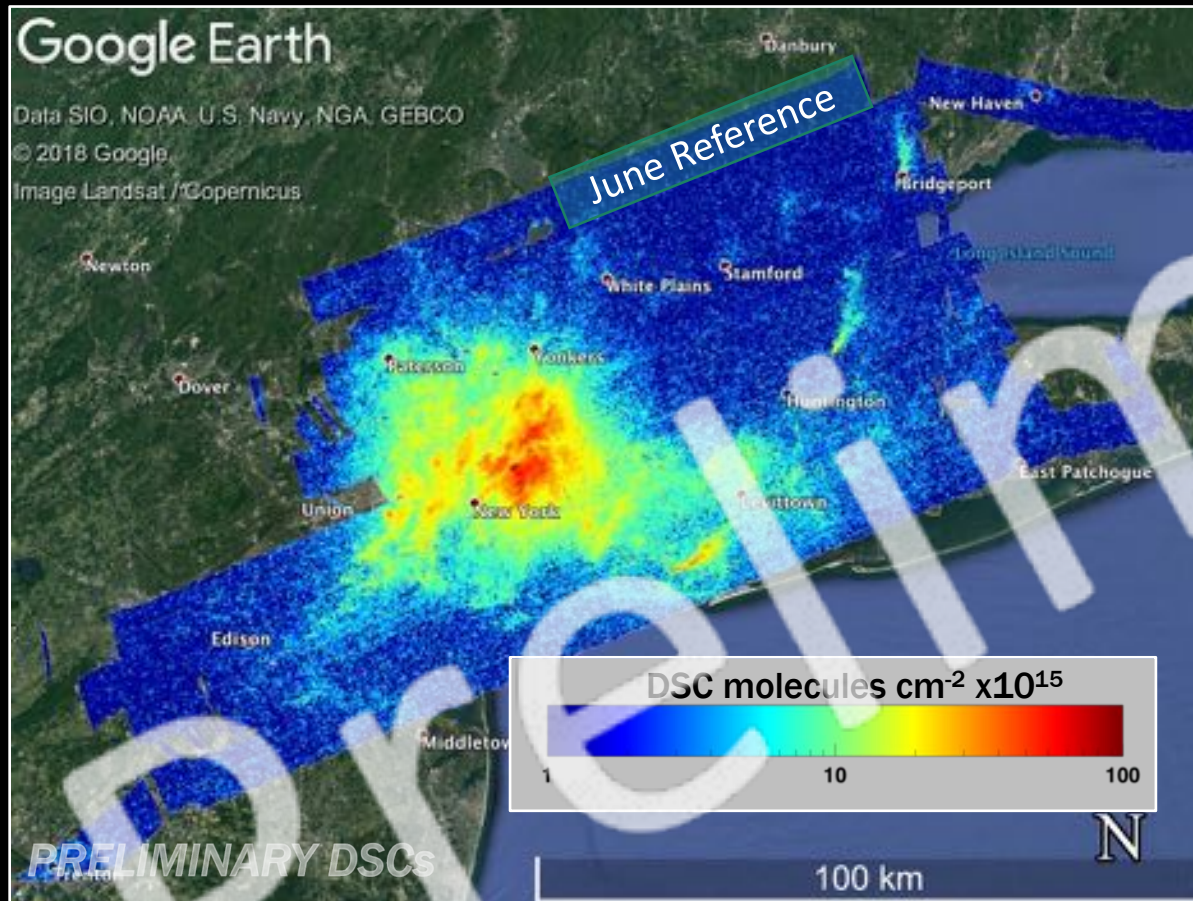 Google Earth
Data SIO, NOAA, U.S. Navy, NGA, GEBCO
© 2018 Google
Image Landsat / Copernicus
Danbury
June Reference
New Haven
Bridgeport
Long Island Sound
Newton
White Plains
Stamford
Paterson
Yonkers
Dover
Huntington
East Patchogue
Union
New York
Levittown
Edison
DSC molecules cm⁻² x10¹⁵
1 10 100
Middletow
Prelim
N
PRELIMINARY DSCs
Trenton
100 km